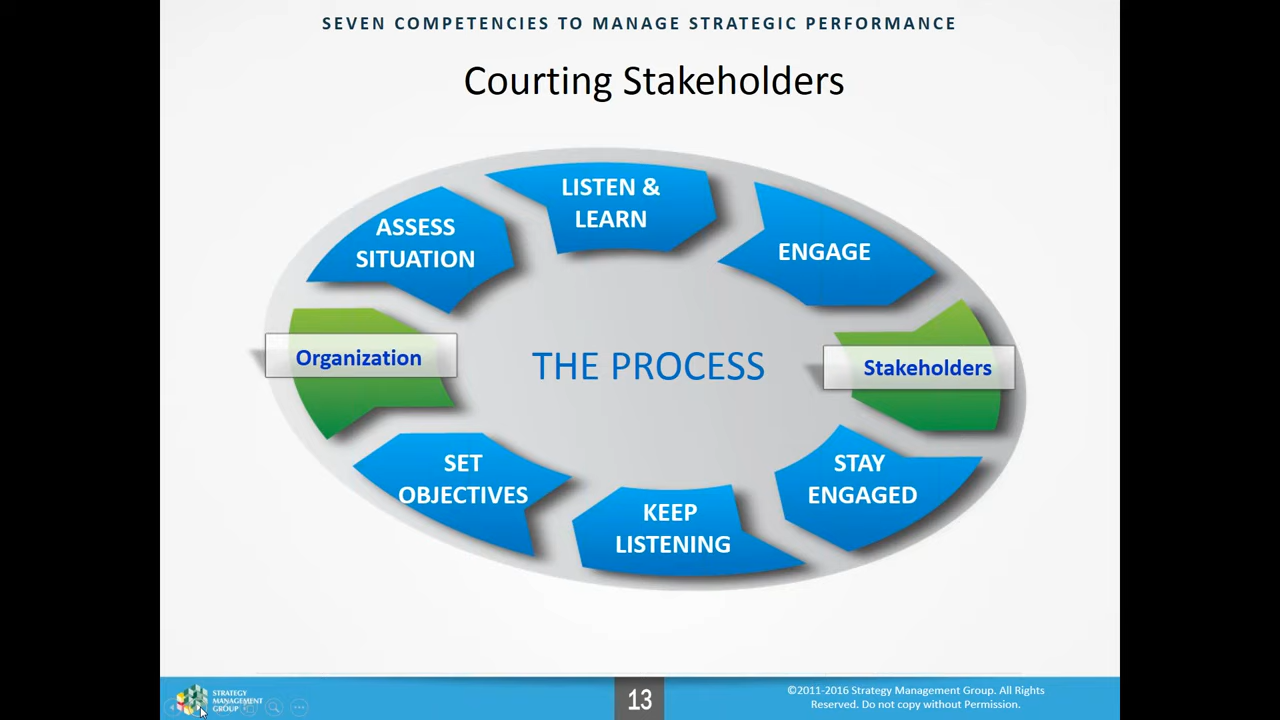 SEVEN COMPETENCIES TO MANAGE STRATEGIC PERFORMANCE
Courting Stakeholders
LISTEN &
LEARN
ASSESS
SITUATION
ENGAGE
Organization
THE PROCESS
Stakeholders
SET
OBJECTIVES
STAY
ENGAGED
KEEP
LISTENING
STRATEGY
MANAGEMENT
GROUP
13
©2011-2016 Strategy Management Group. All Rights
Reserved. Do not copy without Permission.